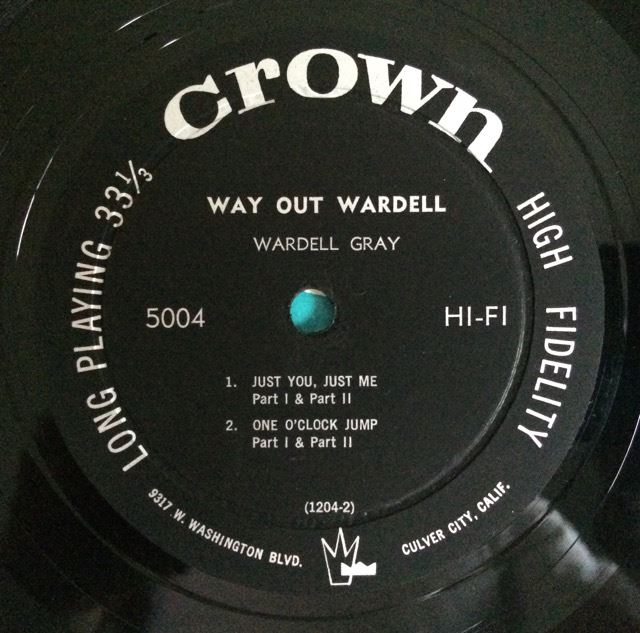 crown
LONG PLAYING 33⅓
HIGH FIDELITY
WAY OUT WARDELL
WARDELL GRAY
5004
HI-FI
1. JUST YOU, JUST ME
Part I & Part II
2. ONE O'CLOCK JUMP
Part I & Part II
(1204-2)
9317 W. WASHINGTON BLVD.
CULVER CITY, CALIF.